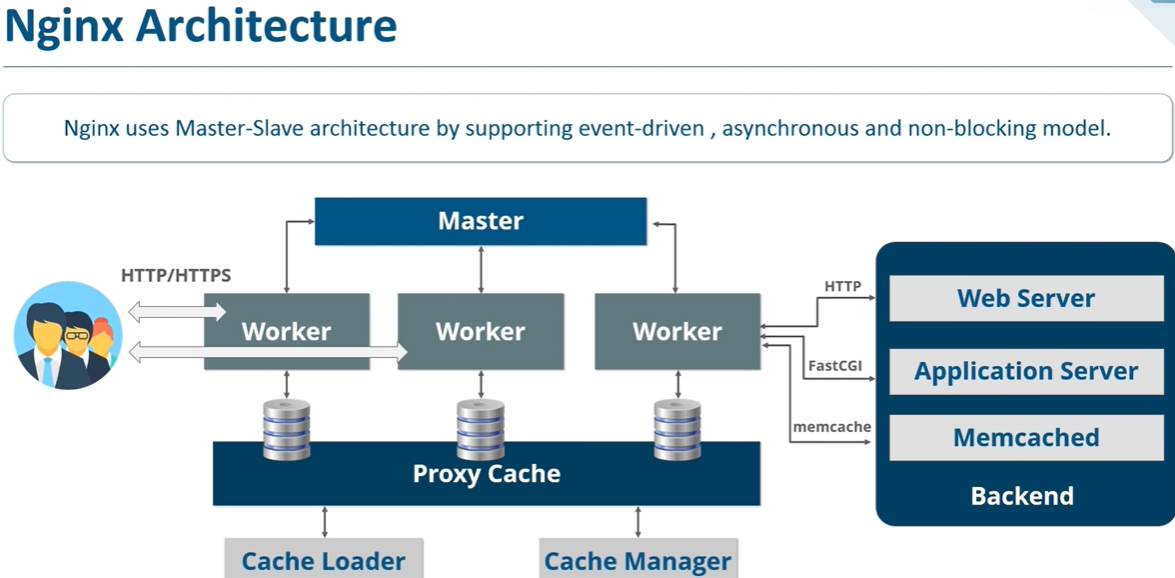 Nginx Architecture
Nginx uses Master-Slave architecture by supporting event-driven , asynchronous and non-blocking model.
Master
HTTP/HTTPS
Worker
Worker
Worker
HTTP
FastCGI
memcache
Web Server
Application Server
Memcached
Backend
Proxy Cache
Cache Loader
Cache Manager